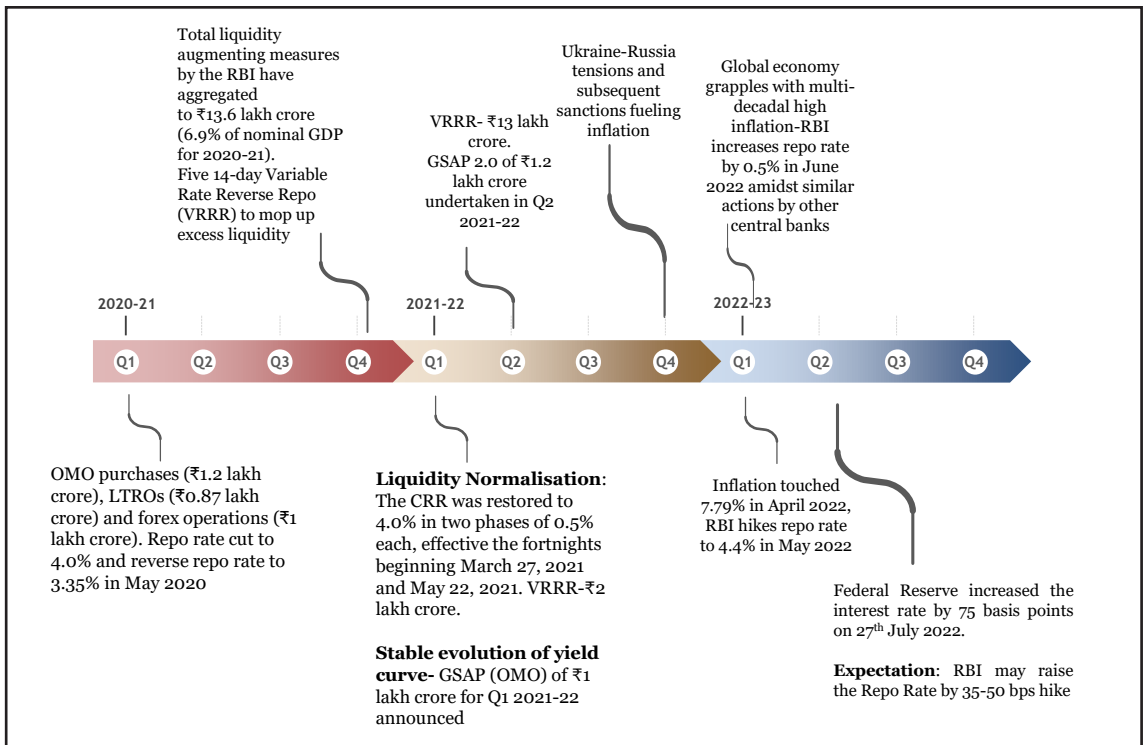 Total liquidity
augmenting measures
by the RBI have
aggregated
to ₹13.6 lakh crore
(6.9% of nominal GDP
for 2020-21).
Five 14-day Variable
Rate Reverse Repo
(VRRR) to mop up
excess liquidity
VRRR- ₹13 lakh
crore.
GSAP 2.0 of ₹1.2
lakh crore
undertaken in Q2
2021-22
Ukraine-Russia
tensions and
subsequent
sanctions fueling
inflation
Global economy
grapples with multi-
decadal high
inflation-RBI
increases repo rate
by 0.5% in June
2022 amidst similar
actions by other
central banks
2020-21
2021-22
2022-23
Q1 Q2 Q3 Q4 Q1 Q2 Q3 Q4 Q1 Q2 Q3 Q4
OMO purchases (₹1.2 lakh
crore), LTROs (₹0.87 lakh
crore) and forex operations (₹1
lakh crore). Repo rate cut to
4.0% and reverse repo rate to
3.35% in May 2020
Liquidity Normalisation:
The CRR was restored to
4.0% in two phases of 0.5%
each, effective the fortnights
beginning March 27, 2021
and May 22, 2021. VRRR-₹2
lakh crore.
Stable evolution of yield
curve- GSAP (OMO) of ₹1
lakh crore for Q1 2021-22
announced
Inflation touched
7.79% in April 2022,
RBI hikes repo rate
to 4.4% in May 2022
Federal Reserve increased the
interest rate by 75 basis points
on 27th July 2022.
Expectation: RBI may raise
the Repo Rate by 35-50 bps hike